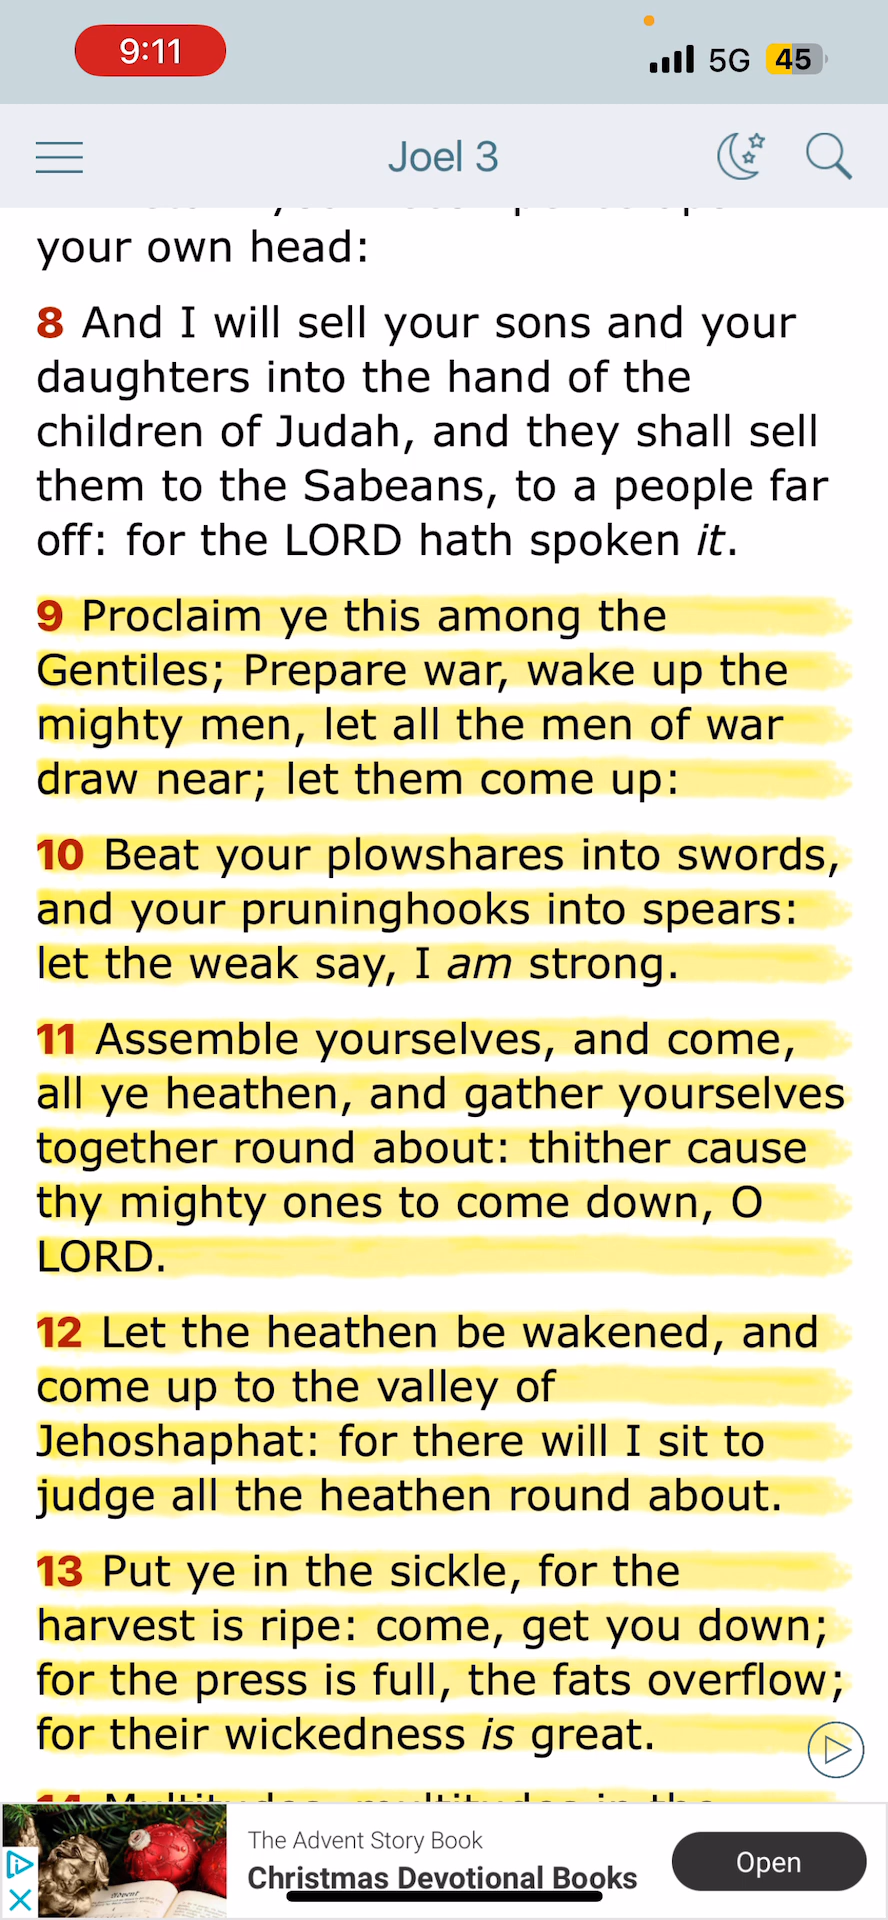 9:11
5G 45
Joel 3
your own head:
8 And I will sell your sons and your
daughters into the hand of the
children of Judah, and they shall sell
them to the Sabeans, to a people far
off: for the LORD hath spoken it.
9 Proclaim ye this among the
Gentiles; Prepare war, wake up the
mighty men, let all the men of war
draw near; let them come up:
10 Beat your plowshares into swords,
and your pruninghooks into spears:
let the weak say, I am strong.
11 Assemble yourselves, and come,
all ye heathen, and gather yourselves
together round about: thither cause
thy mighty ones to come down, O
LORD.
12 Let the heathen be wakened, and
come up to the valley of
Jehoshaphat: for there will I sit to
judge all the heathen round about.
13 Put ye in the sickle, for the
harvest is ripe: come, get you down;
for the press is full, the fats overflow;
for their wickedness is great.
14 Multitudes, multitudes in the
The Advent Story Book
Christmas Devotional Books
Open